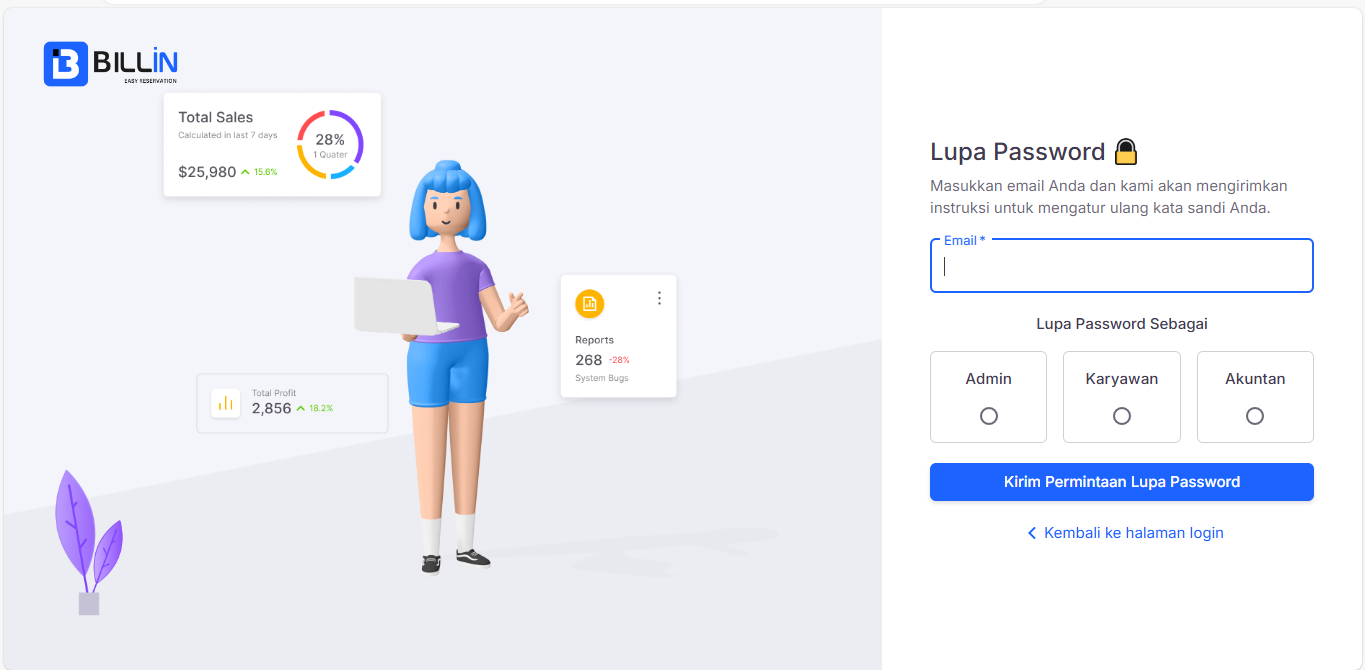 BILLiN
EASY RESERVATION
Total Sales
Calculated in last 7 days
$25,980 15.6%
28%
1 Quater
Reports
268 -28%
System Bugs
Total Profit
2,856 18.2%
Lupa Password
Masukkan email Anda dan kami akan mengirimkan
instruksi untuk mengatur ulang kata sandi Anda.
Email *
Lupa Password Sebagai
Admin
Karyawan
Akuntan
Kirim Permintaan Lupa Password
Kembali ke halaman login